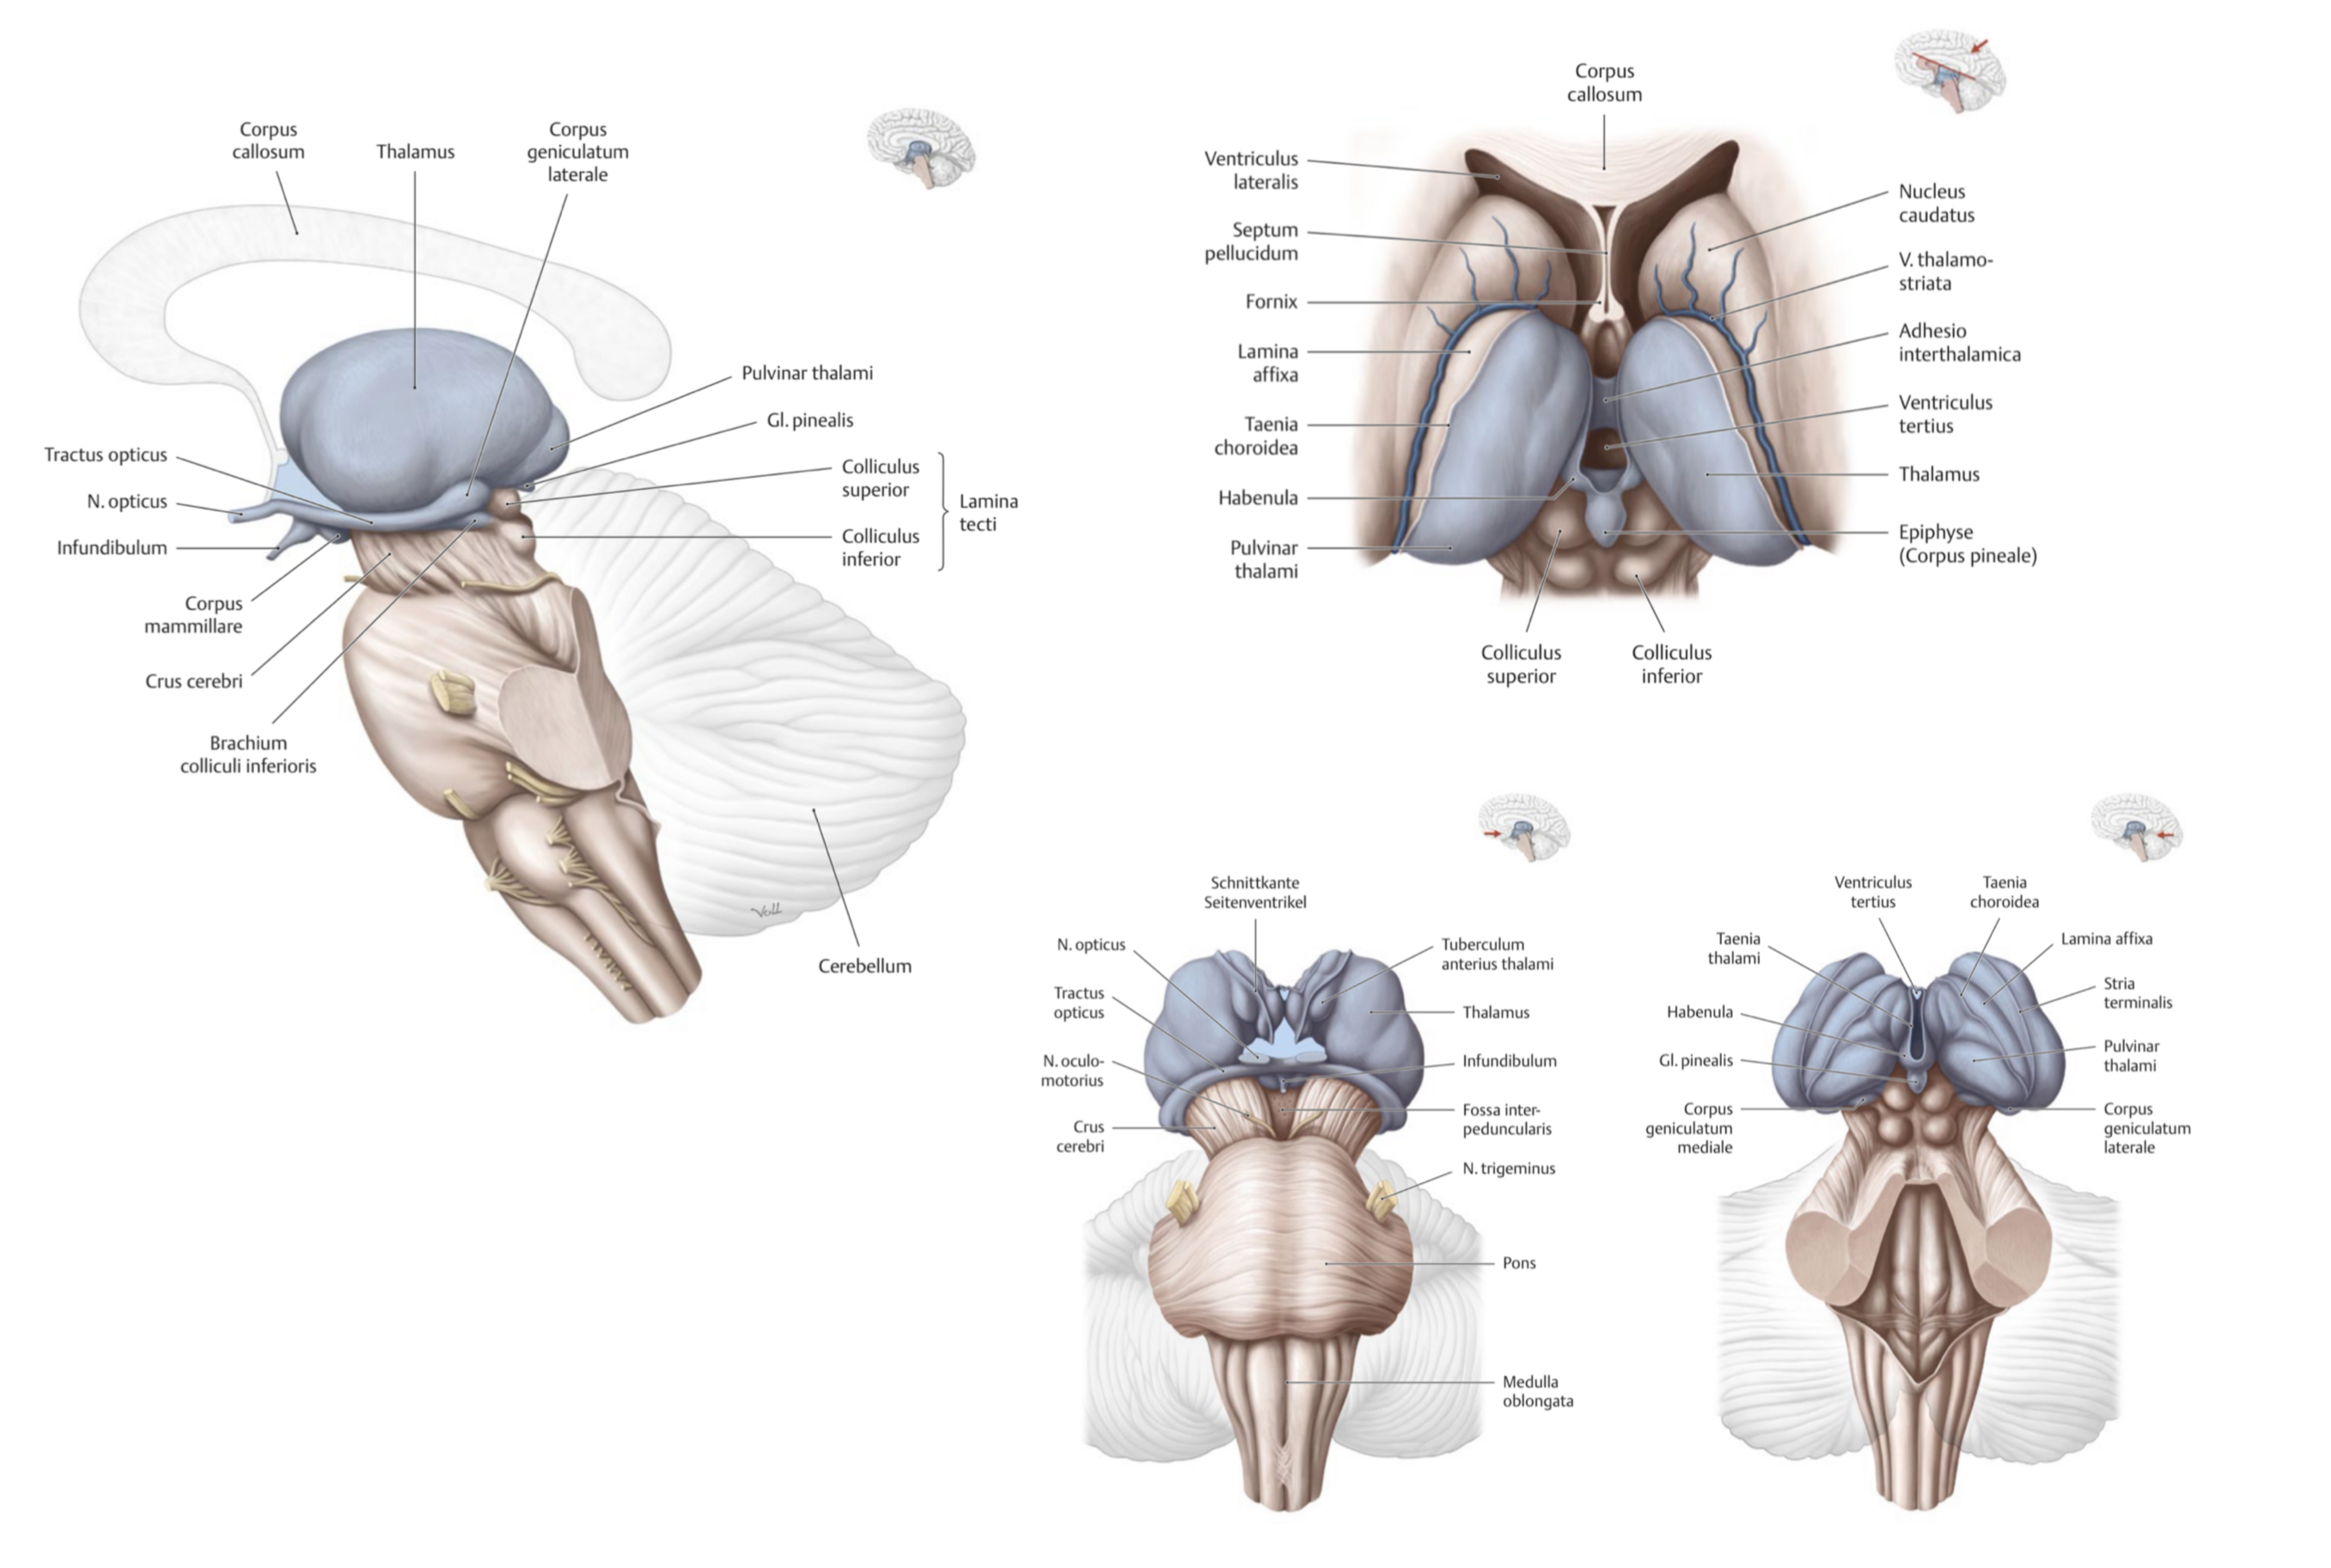 Corpus
callosum
Thalamus
Corpus
geniculatum
laterale
Pulvinar thalami
Gl. pinealis
Colliculus
superior
Colliculus
inferior
Lamina
tecti
Tractus opticus
N. opticus
Infundibulum
Corpus
mammillare
Crus cerebri
Brachium
colliculi inferioris
Voll
Cerebellum
Corpus
callosum
Ventriculus
lateralis
Septum
pellucidum
Fornix
Lamina
affixa
Taenia
choroidea
Habenula
Pulvinar
thalami
Nucleus
caudatus
V. thalamo-
striata
Adhesio
interthalamica
Ventriculus
tertius
Thalamus
Epiphyse
(Corpus pineale)
Colliculus
superior
Colliculus
inferior
Schnittkante
Seitenventrikel
N. opticus
Tractus
opticus
N. oculo-
motorius
Crus
cerebri
Tuberculum
anterius thalami
Thalamus
Infundibulum
Fossa inter-
peduncularis
N. trigeminus
Pons
Medulla
oblongata
Ventriculus
tertius
Taenia
choroidea
Taenia
thalami
Habenula
Gl. pinealis
Corpus
geniculatum
mediale
Lamina affixa
Stria
terminalis
Pulvinar
thalami
Corpus
geniculatum
laterale